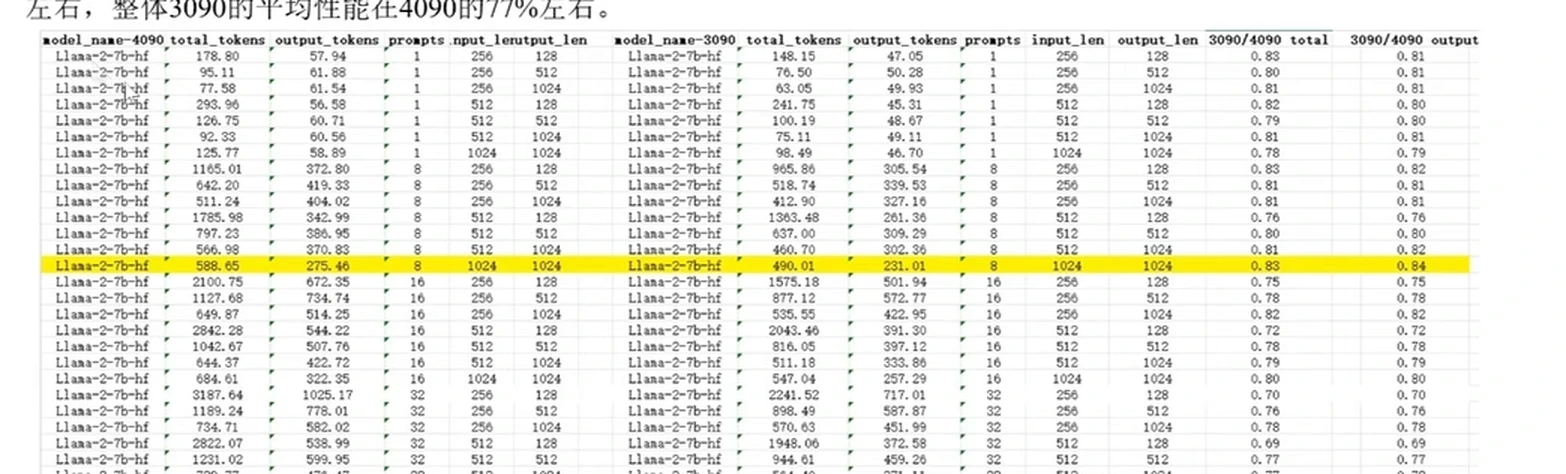 左右，整体3090的平均性能在4090的77%左右。
model_name-4090 total_tokens output_tokens prompts nput_len utput_len model_name-3090 total_tokens output_tokens prompts input_len output_len 3090/4090 total 3090/4090 output
Llama-2-7b-hf 178.80 57.94 1 256 128 Llama-2-7b-hf 148.15 47.05 1 256 128 0.83 0.81
Llama-2-7b-hf 95.11 61.88 1 256 512 Llama-2-7b-hf 76.50 50.28 1 256 512 0.80 0.81
Llama-2-7b-hf 77.58 61.54 1 256 1024 Llama-2-7b-hf 63.05 49.93 1 256 1024 0.81 0.81
Llama-2-7b-hf 293.96 56.58 1 512 128 Llama-2-7b-hf 241.75 45.31 1 512 128 0.82 0.80
Llama-2-7b-hf 126.75 60.71 1 512 512 Llama-2-7b-hf 100.19 48.67 1 512 512 0.79 0.80
Llama-2-7b-hf 92.33 60.56 1 512 1024 Llama-2-7b-hf 75.11 49.11 1 512 1024 0.81 0.81
Llama-2-7b-hf 125.77 58.89 1 1024 1024 Llama-2-7b-hf 98.49 46.70 1 1024 1024 0.78 0.79
Llama-2-7b-hf 1165.01 372.80 8 256 128 Llama-2-7b-hf 965.86 305.54 8 256 128 0.83 0.82
Llama-2-7b-hf 642.20 419.33 8 256 512 Llama-2-7b-hf 518.74 339.53 8 256 512 0.81 0.81
Llama-2-7b-hf 511.24 404.02 8 256 1024 Llama-2-7b-hf 412.90 327.16 8 256 1024 0.81 0.81
Llama-2-7b-hf 1785.98 342.99 8 512 128 Llama-2-7b-hf 1363.48 261.36 8 512 128 0.76 0.76
Llama-2-7b-hf 797.23 386.95 8 512 512 Llama-2-7b-hf 637.00 309.29 8 512 512 0.80 0.80
Llama-2-7b-hf 566.98 370.83 8 512 1024 Llama-2-7b-hf 460.70 302.36 8 512 1024 0.81 0.82
Llama-2-7b-hf 588.65 275.46 8 1024 1024 Llama-2-7b-hf 490.01 231.01 8 1024 1024 0.83 0.84
Llama-2-7b-hf 2100.75 672.35 16 256 128 Llama-2-7b-hf 1575.18 501.94 16 256 128 0.75 0.75
Llama-2-7b-hf 1127.68 734.74 16 256 512 Llama-2-7b-hf 877.12 572.77 16 256 512 0.78 0.78
Llama-2-7b-hf 649.87 514.25 16 256 1024 Llama-2-7b-hf 535.55 422.95 16 256 1024 0.82 0.82
Llama-2-7b-hf 2842.28 544.22 16 512 128 Llama-2-7b-hf 2043.46 391.30 16 512 128 0.72 0.72
Llama-2-7b-hf 1042.67 507.76 16 512 512 Llama-2-7b-hf 816.05 397.12 16 512 512 0.78 0.78
Llama-2-7b-hf 644.37 422.72 16 512 1024 Llama-2-7b-hf 511.18 333.86 16 512 1024 0.79 0.79
Llama-2-7b-hf 684.61 322.35 16 1024 1024 Llama-2-7b-hf 547.04 257.29 16 1024 1024 0.80 0.80
Llama-2-7b-hf 3187.64 1025.17 32 256 128 Llama-2-7b-hf 2241.52 717.01 32 256 128 0.70 0.70
Llama-2-7b-hf 1189.24 778.01 32 256 512 Llama-2-7b-hf 898.49 587.87 32 256 512 0.76 0.76
Llama-2-7b-hf 734.71 582.02 32 256 1024 Llama-2-7b-hf 570.63 451.99 32 256 1024 0.78 0.78
Llama-2-7b-hf 2822.07 538.99 32 512 128 Llama-2-7b-hf 1948.06 372.58 32 512 128 0.69 0.69
Llama-2-7b-hf 1231.02 599.95 32 512 512 Llama-2-7b-hf 944.61 459.26 32 512 512 0.77 0.77